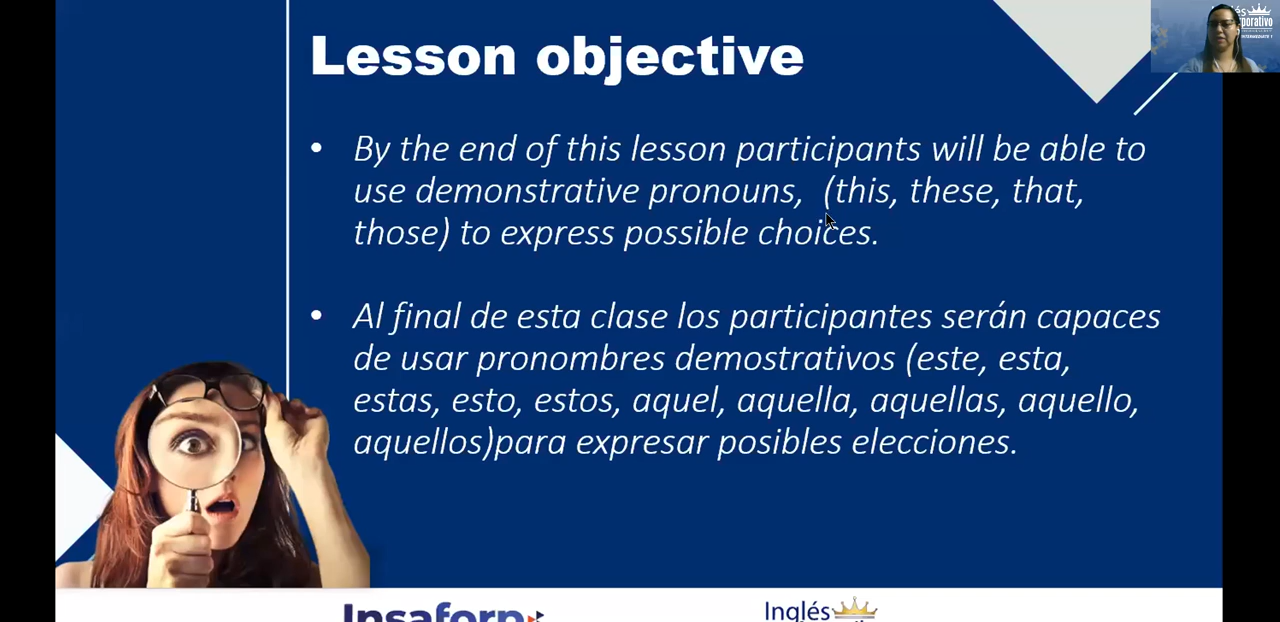 Lesson objective
• By the end of this lesson participants will be able to
use demonstrative pronouns, (this, these, that,
those) to express possible choices.
• Al final de esta clase los participantes serán capaces
de usar pronombres demostrativos (este, esta,
estas, esto, estos, aquel, aquella, aquellas, aquello,
aquellos)para expresar posibles elecciones.
Insaforp
Inglés